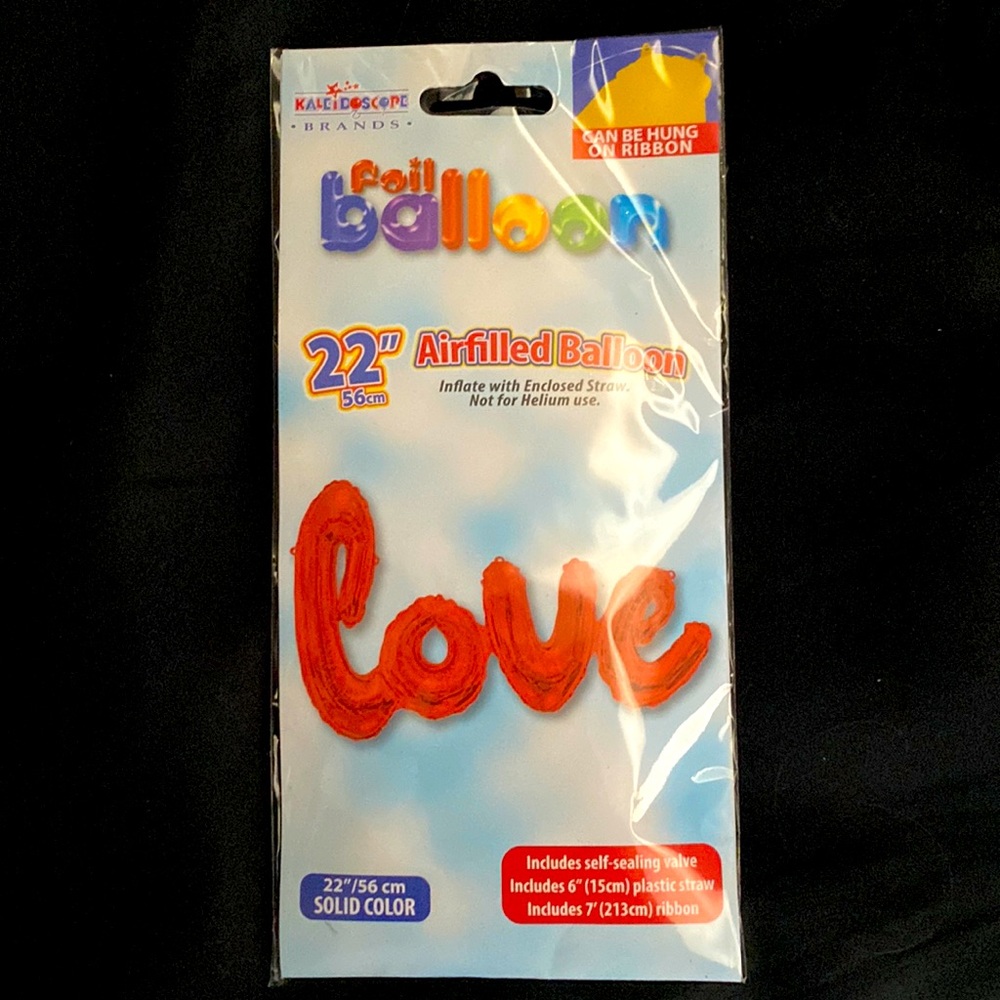 KALEIDOSCOPE
• BRANDS •
CAN BE HUNG
ON RIBBON
foil
balloon
22"
56cm
Airfilled Balloon
Inflate with Enclosed Straw.
Not for Helium use.
love
22"/56 cm
SOLID COLOR
Includes self-sealing valve
Includes 6" (15cm) plastic straw
Includes 7' (213cm) ribbon